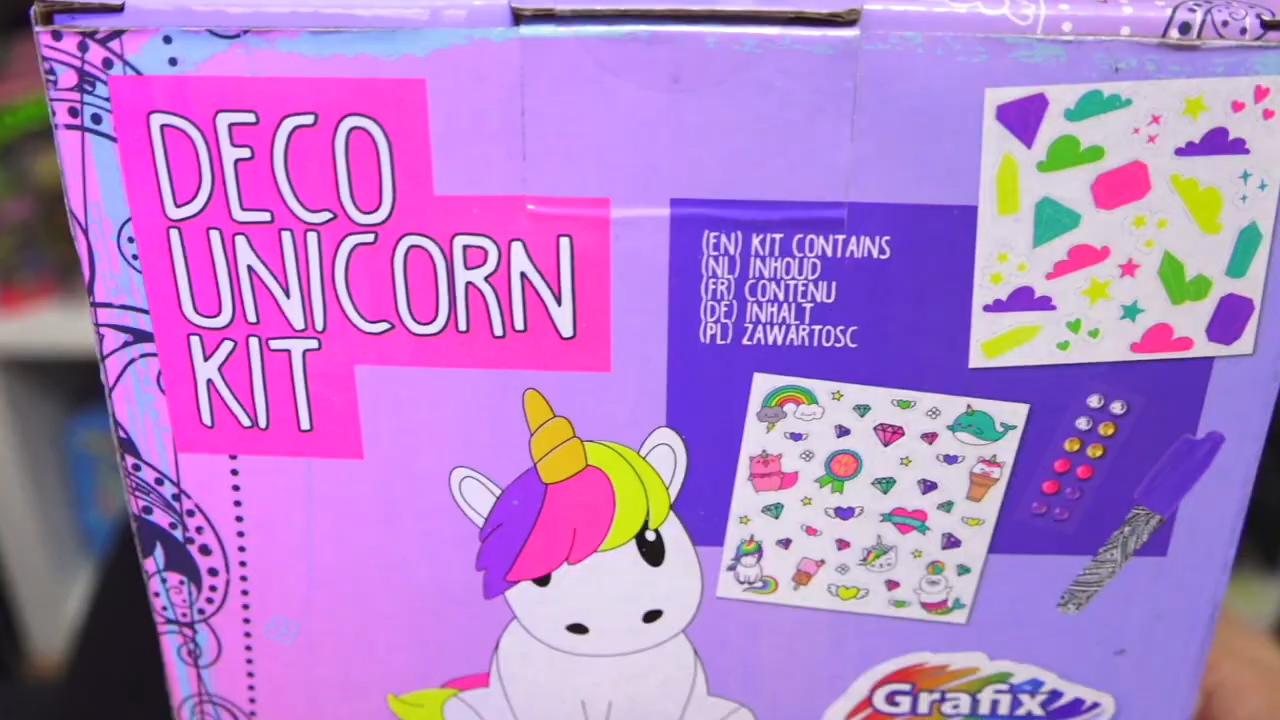 DECO
UNICORN
KIT
(EN) KIT CONTAINS
(NL) INHOUD
(FR) CONTENU
(DE) INHALT
(PL) ZAWARTOSC
Grafix